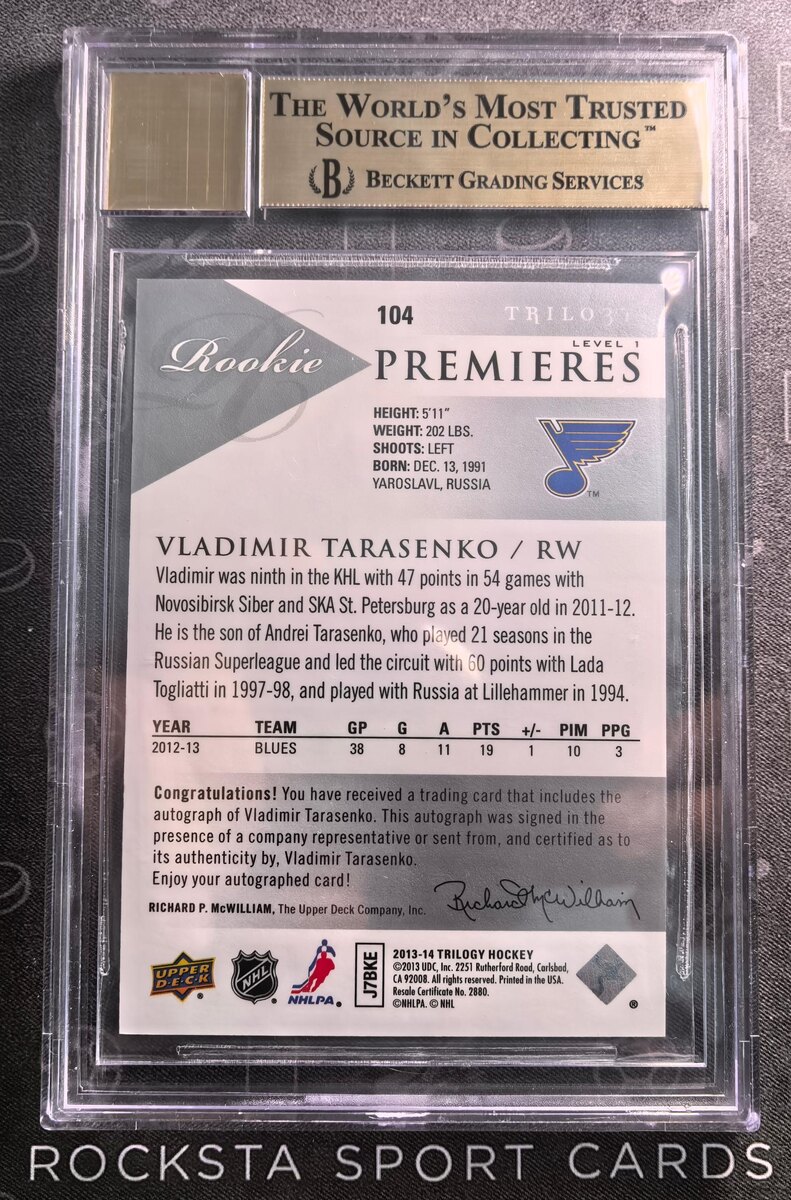 THE WORLD'S MOST TRUSTED
SOURCE IN COLLECTING™
B BECKETT GRADING SERVICES
104
TRILOGY
Rookie
LEVEL 1
PREMIERES
HEIGHT: 5'11"
WEIGHT: 202 LBS.
SHOOTS: LEFT
BORN: DEC. 13, 1991
YAROSLAVL, RUSSIA
TM
VLADIMIR TARASENKO / RW
Vladimir was ninth in the KHL with 47 points in 54 games with
Novosibirsk Siber and SKA St. Petersburg as a 20-year old in 2011-12.
He is the son of Andrei Tarasenko, who played 21 seasons in the
Russian Superleague and led the circuit with 60 points with Lada
Togliatti in 1997-98, and played with Russia at Lillehammer in 1994.
YEAR TEAM GP G A PTS +/- PIM PPG
2012-13 BLUES 38 8 11 19 1 10 3
Congratulations! You have received a trading card that includes the
autograph of Vladimir Tarasenko. This autograph was signed in the
presence of a company representative or sent from, and certified as to
its authenticity by, Vladimir Tarasenko.
Enjoy your autographed card!
Richard McWilliam
RICHARD P. McWILLIAM, The Upper Deck Company, Inc.
UPPER DECK ®
NHL ®
NHLPA ®
J7BKE
2013-14 TRILOGY HOCKEY
©2013 UDC, Inc. 2251 Rutherford Road, Carlsbad,
CA 92008. All rights reserved. Printed in the USA.
Resale Certificate No. 2880.
©NHLPA. © NHL
®
ROCKSTA SPORT CARDS